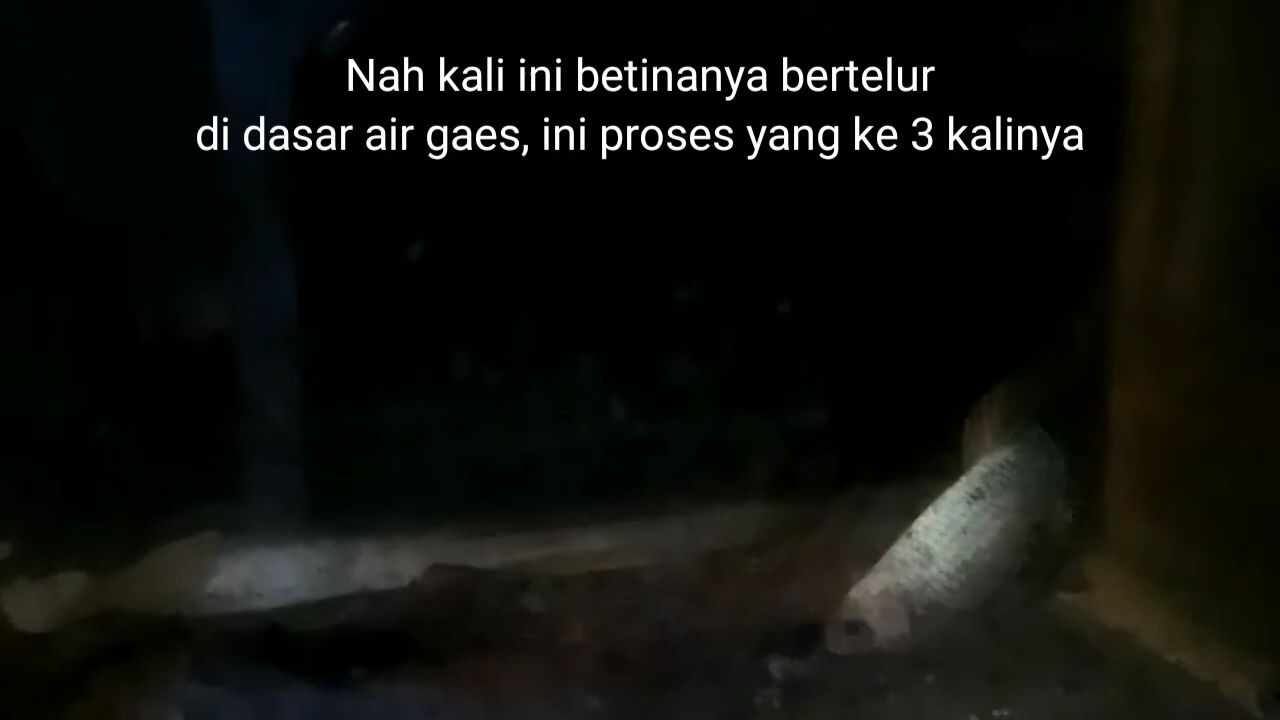 Nah kali ini betinanya bertelur
di dasar air gaes, ini proses yang ke 3 kalinya